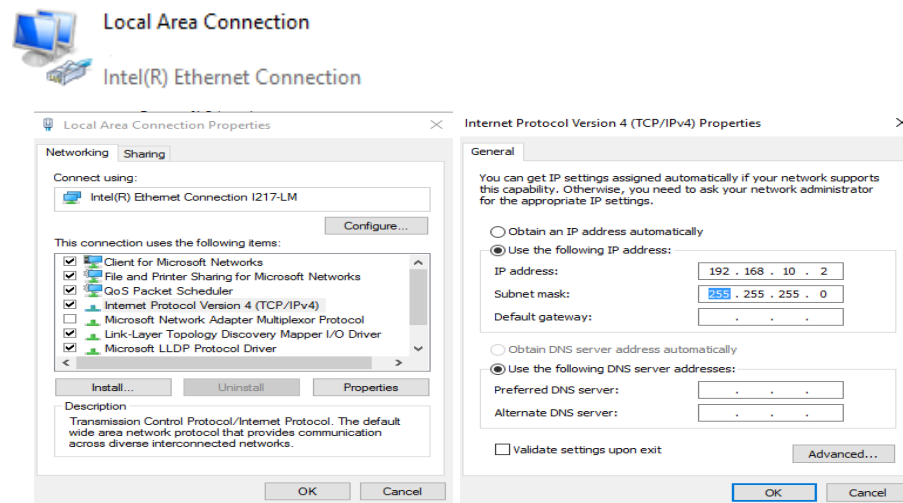 Local Area Connection
Intel(R) Ethernet Connection
Local Area Connection Properties
Networking Sharing
Connect using:
Intel(R) Ethernet Connection I217-LM
Configure...
This connection uses the following items:
Client for Microsoft Networks
File and Printer Sharing for Microsoft Networks
QoS Packet Scheduler
Internet Protocol Version 4 (TCP/IPv4)
Microsoft Network Adapter Multiplexor Protocol
Link-Layer Topology Discovery Mapper I/O Driver
Microsoft LLDP Protocol Driver
Install... Uninstall Properties
Description
Transmission Control Protocol/Internet Protocol. The default
wide area network protocol that provides communication
across diverse interconnected networks.
OK Cancel
Internet Protocol Version 4 (TCP/IPv4) Properties
General
You can get IP settings assigned automatically if your network supports
this capability. Otherwise, you need to ask your network administrator
for the appropriate IP settings.
Obtain an IP address automatically
Use the following IP address:
IP address: 192 . 168 . 10 . 2
Subnet mask: 255 . 255 . 255 . 0
Default gateway: . . .
Obtain DNS server address automatically
Use the following DNS server addresses:
Preferred DNS server: . . .
Alternate DNS server: . . .
Validate settings upon exit
Advanced...
OK Cancel